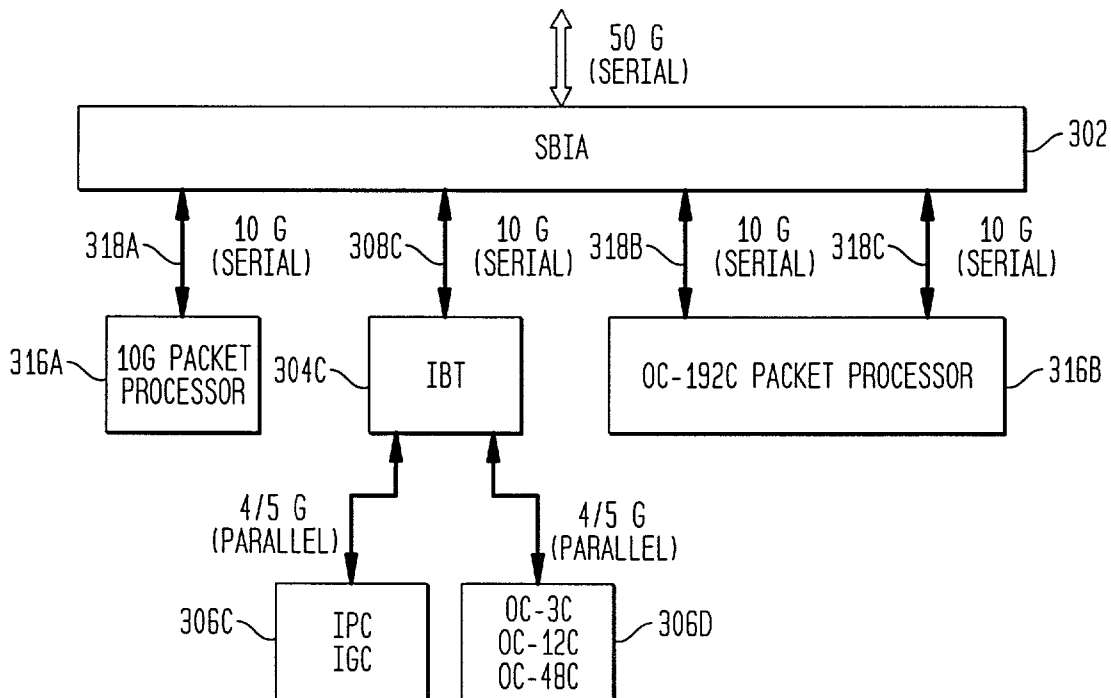 50 G
(SERIAL)
SBIA
302
318A
10 G
(SERIAL)
308C
10 G
(SERIAL)
318B
10 G
(SERIAL)
318C
10 G
(SERIAL)
316A
10G PACKET
PROCESSOR
304C
IBT
OC-192C PACKET PROCESSOR
316B
4/5 G
(PARALLEL)
4/5 G
(PARALLEL)
306C
IPC
IGC
OC-3C
OC-12C
OC-48C
306D